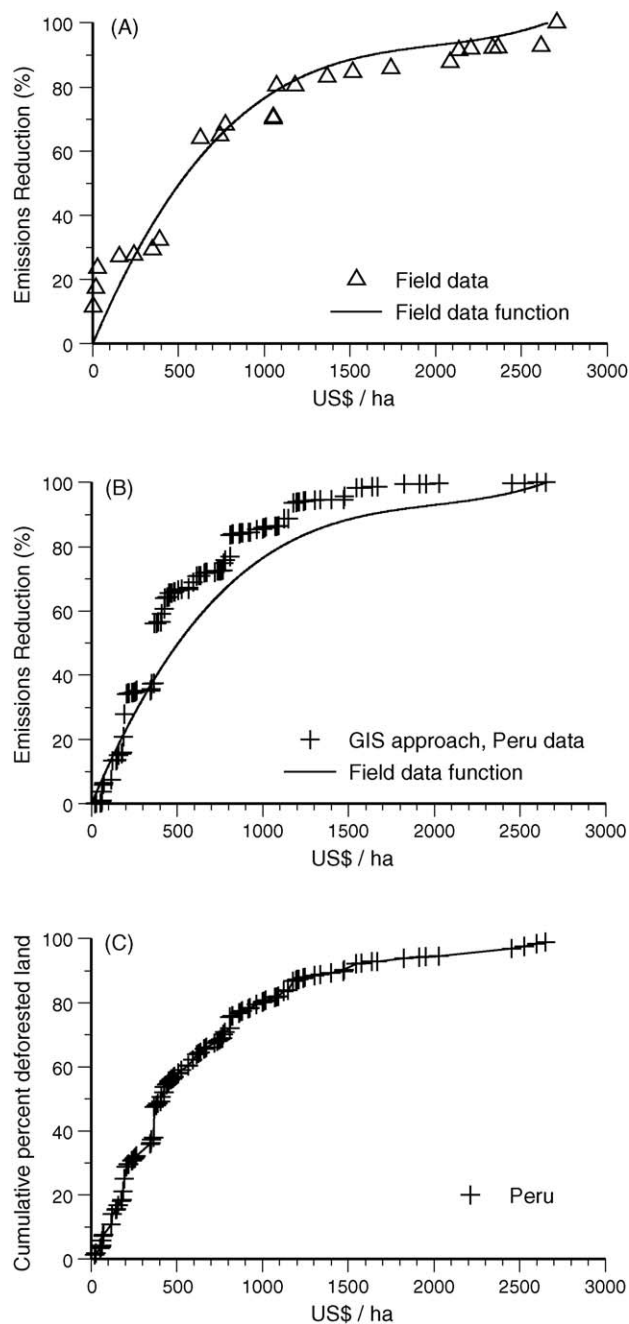 (A)
Emissions Reduction (%)
100
80
60
40
20
0
Field data
Field data function
0 500 1000 1500 2000 2500 3000
US$ / ha
(B)
Emissions Reduction (%)
100
80
60
40
20
0
GIS approach, Peru data
Field data function
0 500 1000 1500 2000 2500 3000
US$ / ha
(C)
Cumulative percent deforested land
100
80
60
40
20
0
Peru
0 500 1000 1500 2000 2500 3000
US$ / ha